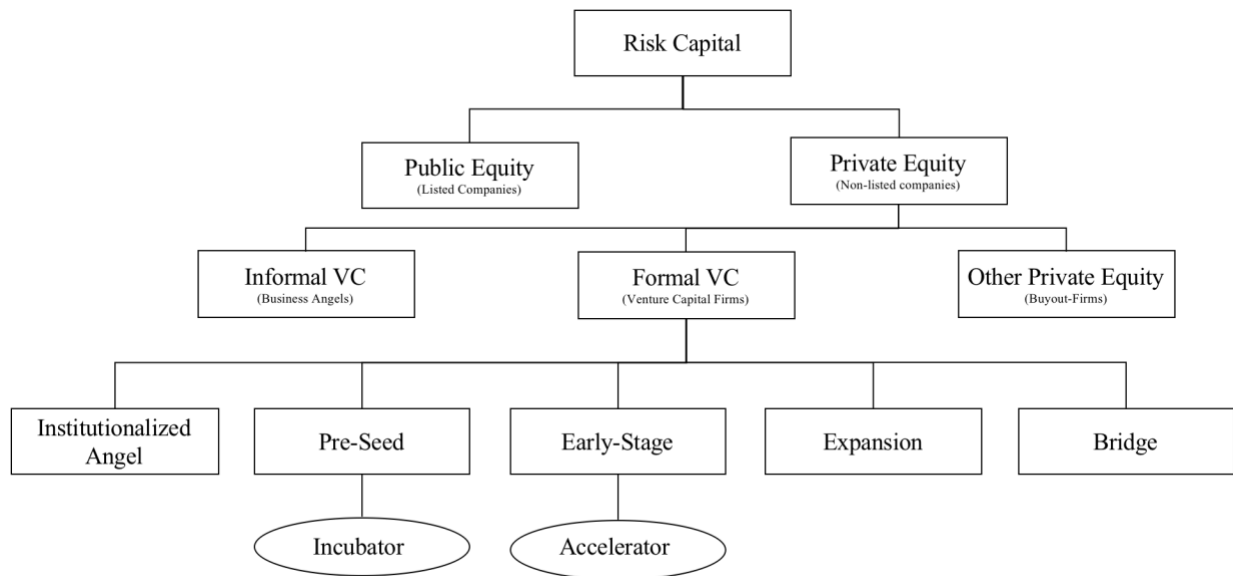 Risk Capital
Public Equity
(Listed Companies)
Private Equity
(Non-listed companies)
Informal VC
(Business Angels)
Formal VC
(Venture Capital Firms)
Other Private Equity
(Buyout-Firms)
Institutionalized
Angel
Pre-Seed
Early-Stage
Expansion
Bridge
Incubator
Accelerator